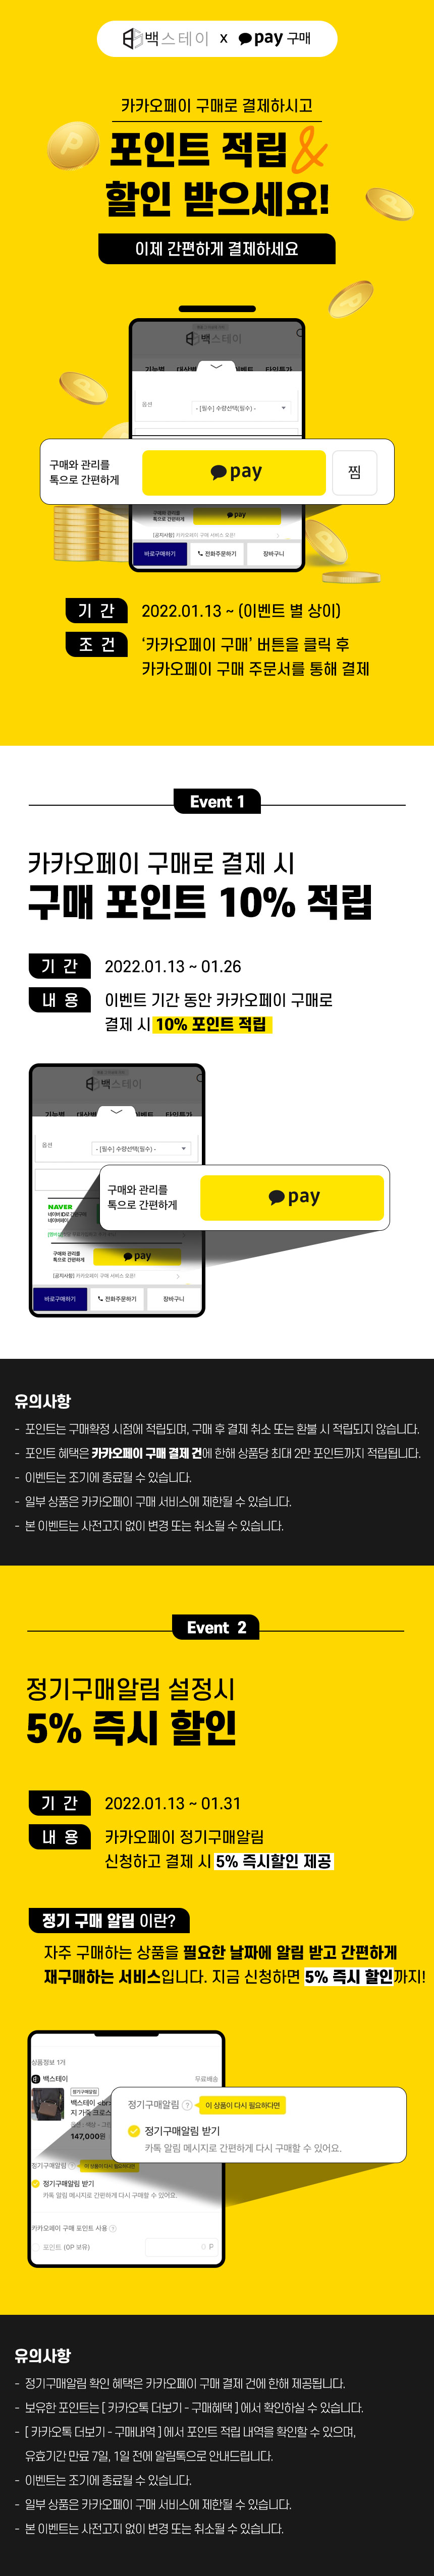 백스테이 x pay 구매
카카오페이 구매로 결제하시고
포인트 적립 &
할인 받으세요!
이제 간편하게 결제하세요
백스테이
옵션
- [필수] 수량선택(필수) -
구매와 관리를
톡으로 간편하게
pay
찜
구매와 관리를
톡으로 간편하게
pay
[공지사항] 카카오페이 구매 서비스 오픈!
바로구매하기
전화주문하기
장바구니
기 간
2022.01.13 ~ (이벤트 별 상이)
조 건
‘카카오페이 구매’ 버튼을 클릭 후
카카오페이 구매 주문서를 통해 결제
Event 1
카카오페이 구매로 결제 시
구매 포인트 10% 적립
기 간
2022.01.13 ~ 01.26
내 용
이벤트 기간 동안 카카오페이 구매로
결제 시 10% 포인트 적립
백스테이
옵션
- [필수] 수량선택(필수) -
구매와 관리를
톡으로 간편하게
pay
NAVER
구매와 관리를
톡으로 간편하게
pay
[공지사항] 카카오페이 구매 서비스 오픈!
바로구매하기
전화주문하기
장바구니
유의사항
- 포인트는 구매확정 시점에 적립되며, 구매 후 결제 취소 또는 환불 시 적립되지 않습니다.
- 포인트 혜택은 카카오페이 구매 결제 건에 한해 상품당 최대 2만 포인트까지 적립됩니다.
- 이벤트는 조기에 종료될 수 있습니다.
- 일부 상품은 카카오페이 구매 서비스에 제한될 수 있습니다.
- 본 이벤트는 사전고지 없이 변경 또는 취소될 수 있습니다.
Event 2
정기구매알림 설정시
5% 즉시 할인
기 간
2022.01.13 ~ 01.31
내 용
카카오페이 정기구매알림
신청하고 결제 시 5% 즉시할인 제공
정기 구매 알림 이란?
자주 구매하는 상품을 필요한 날짜에 알림 받고 간편하게
재구매하는 서비스입니다. 지금 신청하면 5% 즉시 할인까지!
상품정보 1개
백스테이
무료배송
정기구매알림
147,000원
정기구매알림 ?
이 상품이 다시 필요하다면
정기구매알림 받기
카톡 알림 메시지로 간편하게 다시 구매할 수 있어요.
정기구매알림
정기구매알림 받기
카톡 알림 메시지로 간편하게 다시 구매할 수 있어요.
카카오페이 구매 포인트 사용 ?
포인트 (0P 보유)
0 P
유의사항
- 정기구매알림 확인 혜택은 카카오페이 구매 결제 건에 한해 제공됩니다.
- 보유한 포인트는 [ 카카오톡 더보기 - 구매혜택 ] 에서 확인하실 수 있습니다.
- [ 카카오톡 더보기 - 구매내역 ] 에서 포인트 적립 내역을 확인할 수 있으며,
유효기간 만료 7일, 1일 전에 알림톡으로 안내드립니다.
- 이벤트는 조기에 종료될 수 있습니다.
- 일부 상품은 카카오페이 구매 서비스에 제한될 수 있습니다.
- 본 이벤트는 사전고지 없이 변경 또는 취소될 수 있습니다.